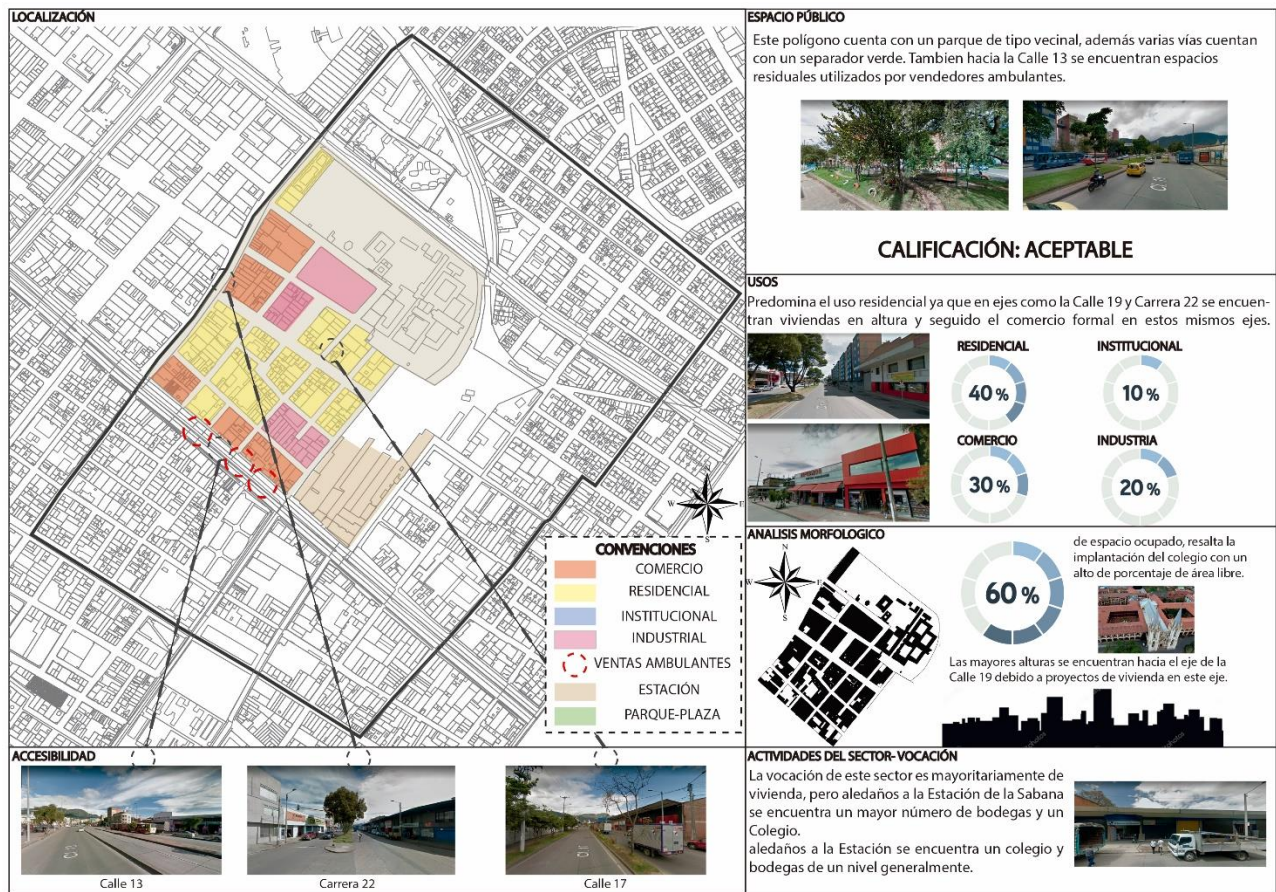 LOCALIZACIÓN
N
W
E
S
CONVENCIONES
COMERCIO
RESIDENCIAL
INSTITUCIONAL
INDUSTRIAL
VENTAS AMBULANTES
ESTACIÓN
PARQUE-PLAZA
ACCESIBILIDAD
Calle 13
Carrera 22
Calle 17
ESPACIO PÚBLICO
Este polígono cuenta con un parque de tipo vecinal, además varias vías cuentan
con un separador verde. Tambien hacia la Calle 13 se encuentran espacios
residuales utilizados por vendedores ambulantes.
CALIFICACIÓN: ACEPTABLE
USOS
Predomina el uso residencial ya que en ejes como la Calle 19 y Carrera 22 se encuen-
tran viviendas en altura y seguido el comercio formal en estos mismos ejes.
RESIDENCIAL
40 %
INSTITUCIONAL
10 %
COMERCIO
30 %
INDUSTRIA
20 %
ANALISIS MORFOLOGICO
N
W
E
S
60 %
de espacio ocupado, resalta la
implantación del colegio con un
alto de porcentaje de área libre.
Las mayores alturas se encuentran hacia el eje de la
Calle 19 debido a proyectos de vivienda en este eje.
ACTIVIDADES DEL SECTOR- VOCACIÓN
La vocación de este sector es mayoritariamente de
vivienda, pero aledaños a la Estación de la Sabana
se encuentra un mayor número de bodegas y un
Colegio.
aledaños a la Estación se encuentra un colegio y
bodegas de un nivel generalmente.